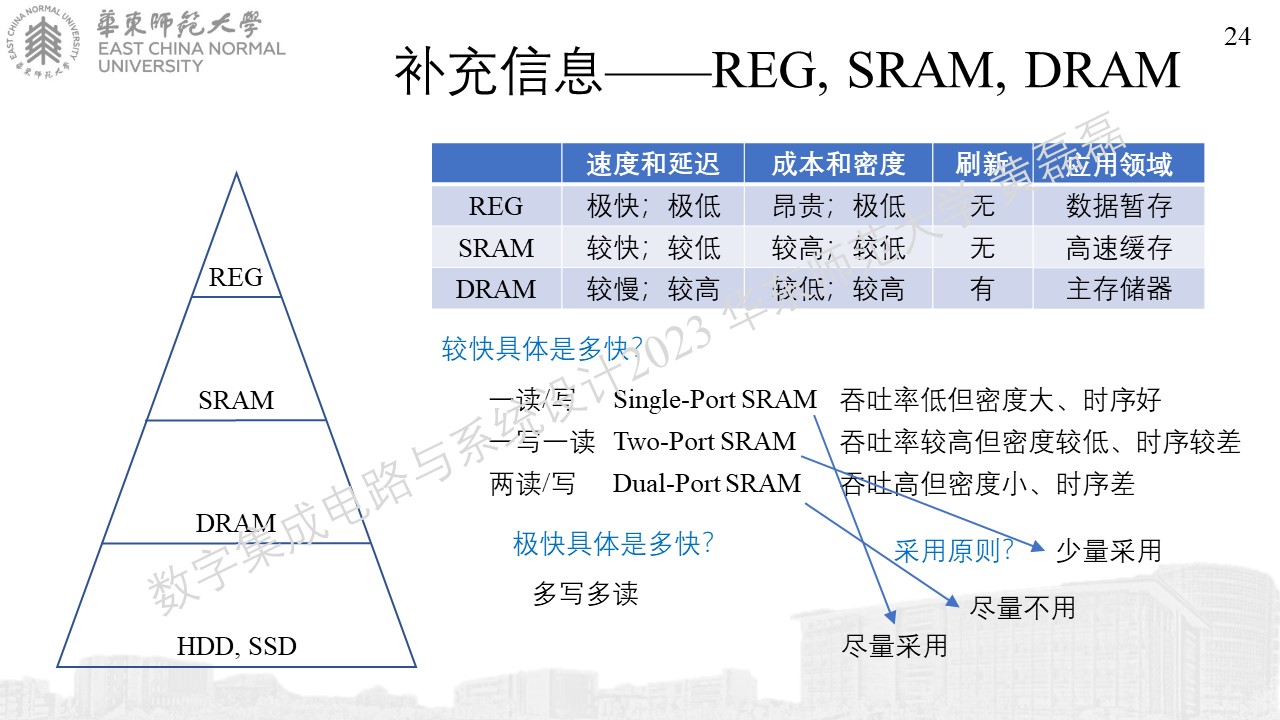 華東師範大學
EAST CHINA NORMAL
UNIVERSITY
EAST CHINA NORMAL UNIVERSITY
華東师范大学
24
补充信息——REG, SRAM, DRAM
速度和延迟 成本和密度 刷新 应用领域
REG 极快；极低 昂贵；极低 无 数据暂存
SRAM 较快；较低 较高；较低 无 高速缓存
DRAM 较慢；较高 较低；较高 有 主存储器
REG
SRAM
DRAM
HDD, SSD
较快具体是多快？
一读/写 Single-Port SRAM 吞吐率低但密度大、时序好
一写一读 Two-Port SRAM 吞吐率较高但密度较低、时序较差
两读/写 Dual-Port SRAM 吞吐高但密度小、时序差
极快具体是多快？
多写多读
采用原则？ 少量采用
尽量不用
尽量采用
数字集成电路与系统设计2023 华东师范大学 黄磊磊